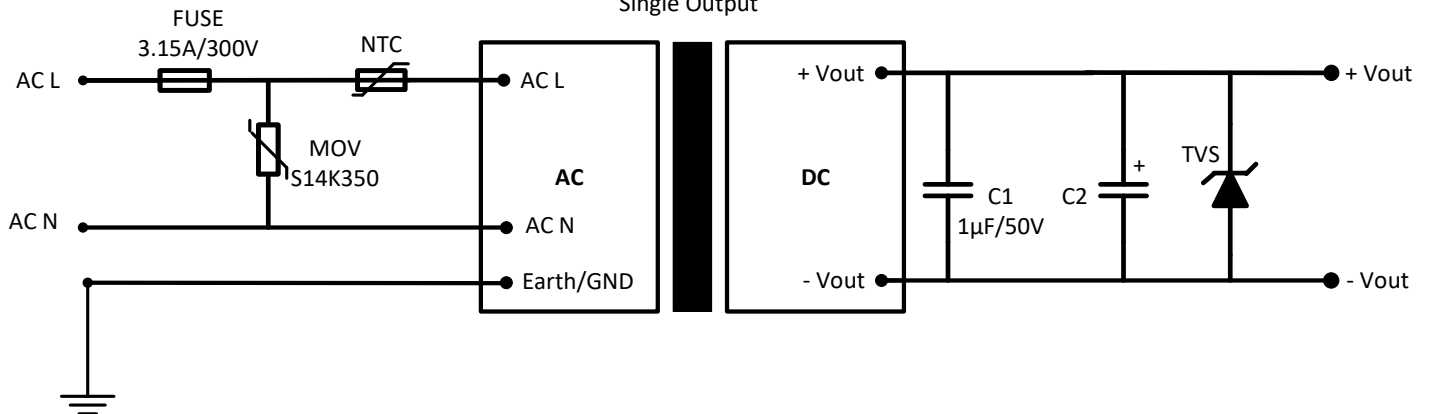 Single Output
FUSE
3.15A/300V
NTC
AC L
AC L
+ Vout
+ Vout
MOV
S14K350
AC
DC
TVS
+
C1
1µF/50V
C2
AC N
AC N
Earth/GND
- Vout
- Vout